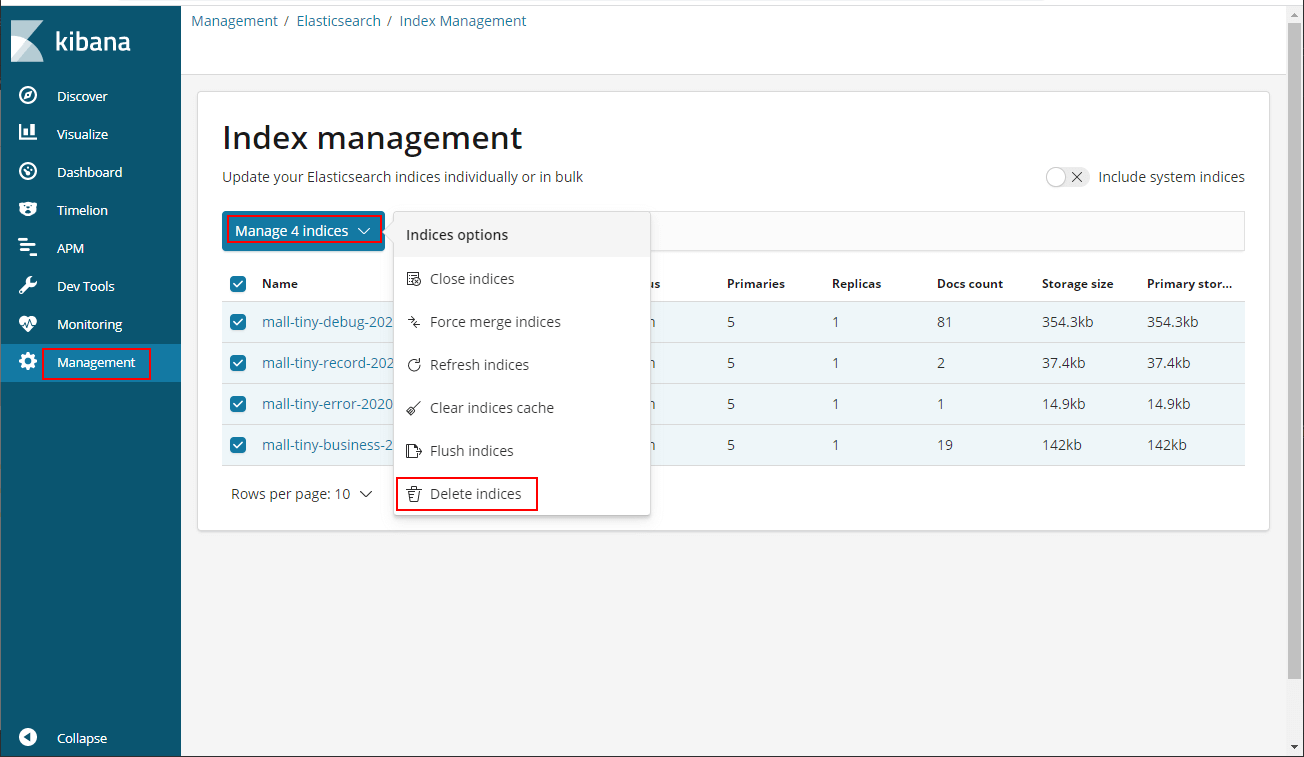 Management / Elasticsearch / Index Management
kibana
Discover
Visualize
Dashboard
Timelion
APM
Dev Tools
Monitoring
Management
Collapse
Index management
Update your Elasticsearch indices individually or in bulk
Include system indices
Manage 4 indices
Indices options
Close indices
Force merge indices
Refresh indices
Clear indices cache
Flush indices
Delete indices
Name Primaries Replicas Docs count Storage size Primary stor...
mall-tiny-debug-202 5 1 81 354.3kb 354.3kb
mall-tiny-record-202 5 1 2 37.4kb 37.4kb
mall-tiny-error-2020 5 1 1 14.9kb 14.9kb
mall-tiny-business-2 5 1 19 142kb 142kb
Rows per page: 10